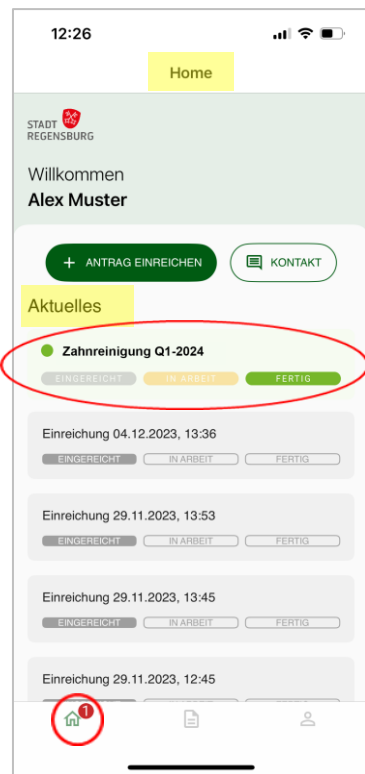 12:26
Home
STADT
REGENSBURG
Willkommen
Alex Muster
+ ANTRAG EINREICHEN KONTAKT
Aktuelles
Zahnreinigung Q1-2024
EINGEREICHT IN ARBEIT FERTIG
Einreichung 04.12.2023, 13:36
EINGEREICHT IN ARBEIT FERTIG
Einreichung 29.11.2023, 13:53
EINGEREICHT IN ARBEIT FERTIG
Einreichung 29.11.2023, 13:45
EINGEREICHT IN ARBEIT FERTIG
Einreichung 29.11.2023, 12:45
1